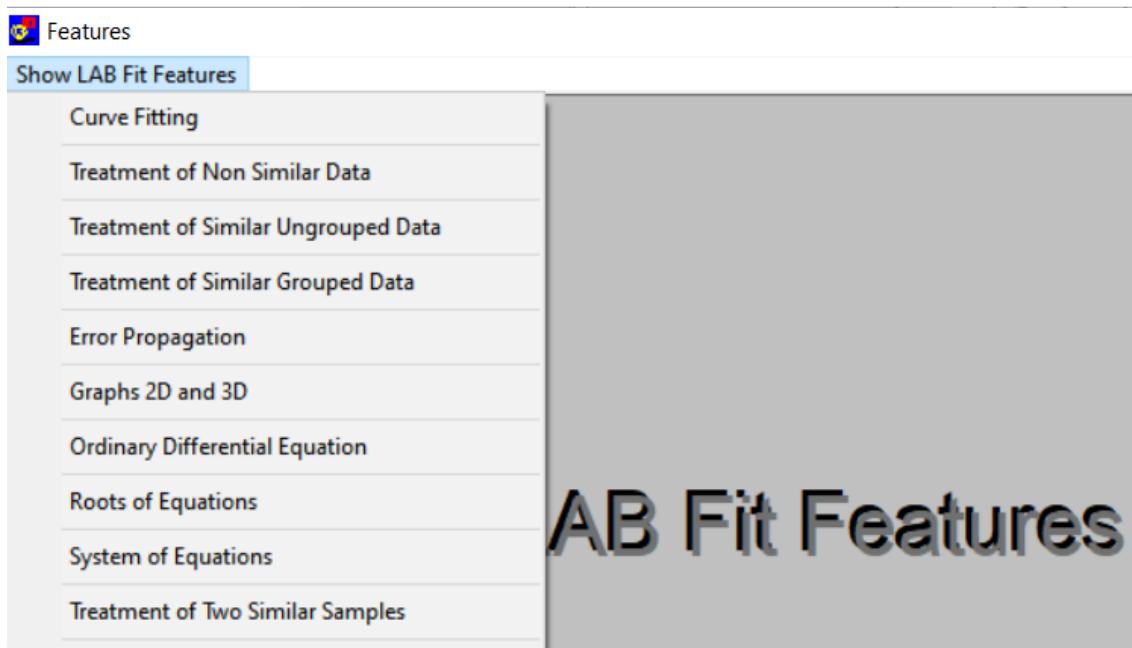 Features
Show LAB Fit Features
Curve Fitting
Treatment of Non Similar Data
Treatment of Similar Ungrouped Data
Treatment of Similar Grouped Data
Error Propagation
Graphs 2D and 3D
Ordinary Differential Equation
Roots of Equations
System of Equations
Treatment of Two Similar Samples
AB Fit Features